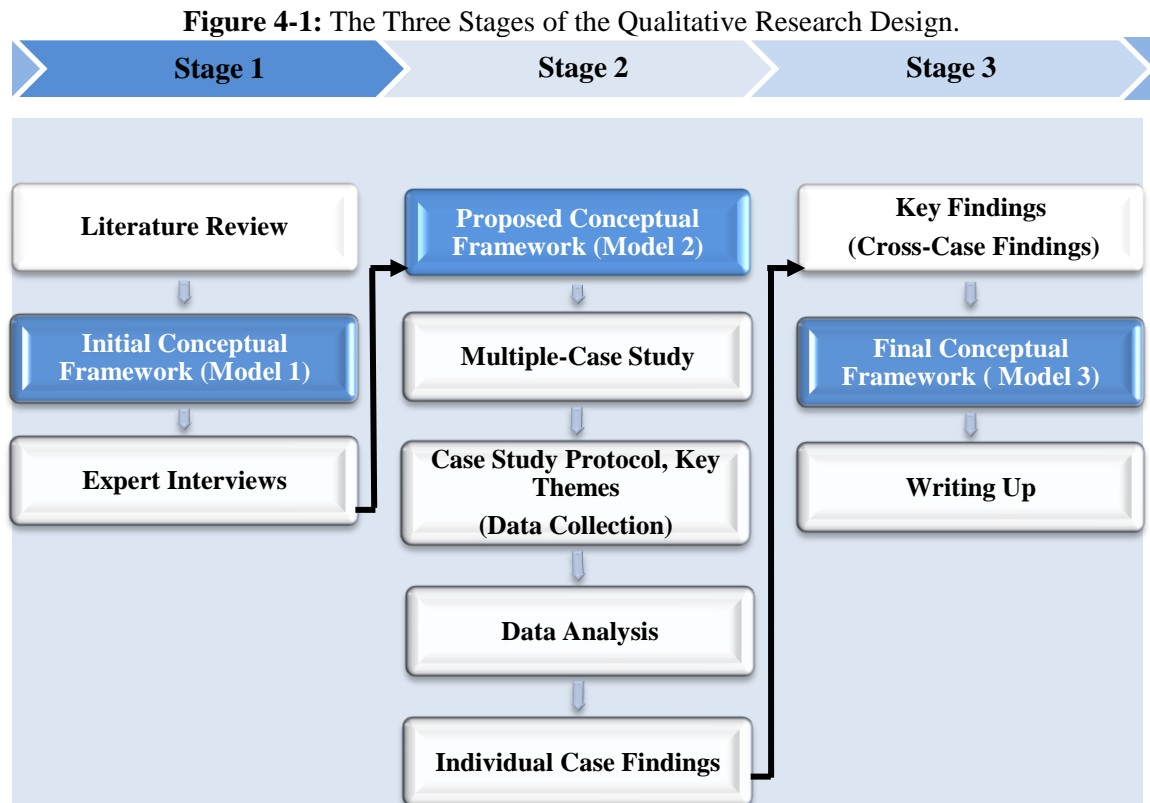 Figure 4-1: The Three Stages of the Qualitative Research Design.
Stage 1
Stage 2
Stage 3
Literature Review
Initial Conceptual
Framework (Model 1)
Expert Interviews
Proposed Conceptual
Framework (Model 2)
Multiple-Case Study
Case Study Protocol, Key
Themes
(Data Collection)
Data Analysis
Individual Case Findings
Key Findings
(Cross-Case Findings)
Final Conceptual
Framework ( Model 3)
Writing Up